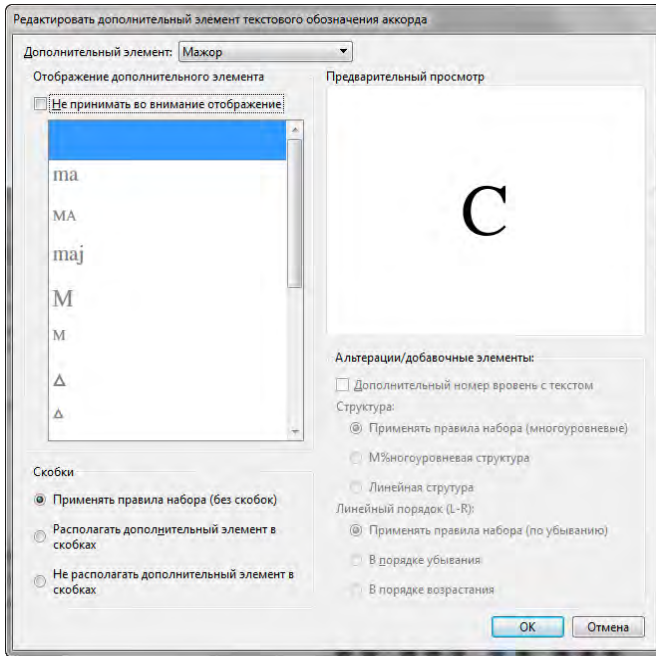 Редактировать дополнительный элемент текстового обозначения аккорда
Дополнительный элемент: Мажор
Отображение дополнительного элемента
Не принимать во внимание отображение
ma
MA
maj
M
M
Δ
Δ
Скобки
Применять правила набора (без скобок)
Располагать дополнительный элемент в
скобках
Не располагать дополнительный элемент в
скобках
Предварительный просмотр
C
Альтерации/добавочные элементы:
Дополнительный номер вровень с текстом
Структура:
Применять правила набора (многоуровневые)
М%ногоуровневая структура
Линейная струтура
Линейный порядок (L-R):
Применять правила набора (по убыванию)
В порядке убывания
В порядке возрастания
OK
Отмена